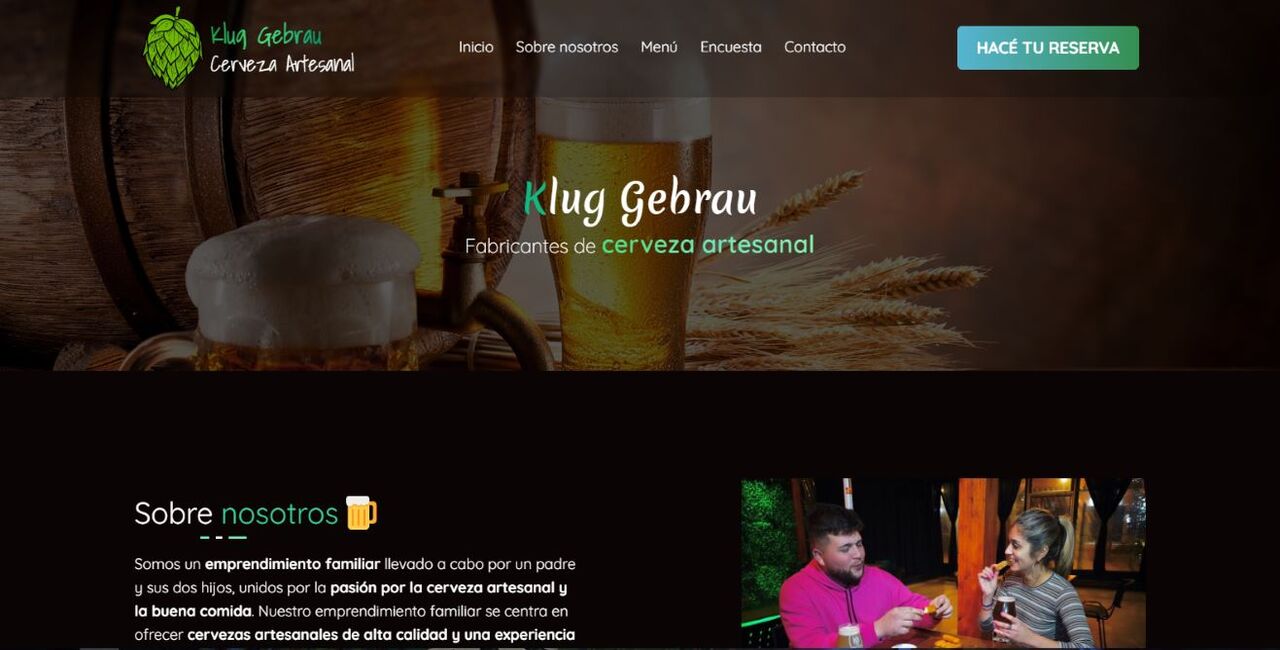 Klug Gebrau
Cerveza Artesanal
Inicio Sobre nosotros Menú Encuesta Contacto
HACÉ TU RESERVA
Klug Gebrau
Fabricantes de cerveza artesanal
Sobre nosotros
Somos un emprendimiento familiar llevado a cabo por un padre
y sus dos hijos, unidos por la pasión por la cerveza artesanal y
la buena comida. Nuestro emprendimiento familiar se centra en
ofrecer cervezas artesanales de alta calidad y una experiencia